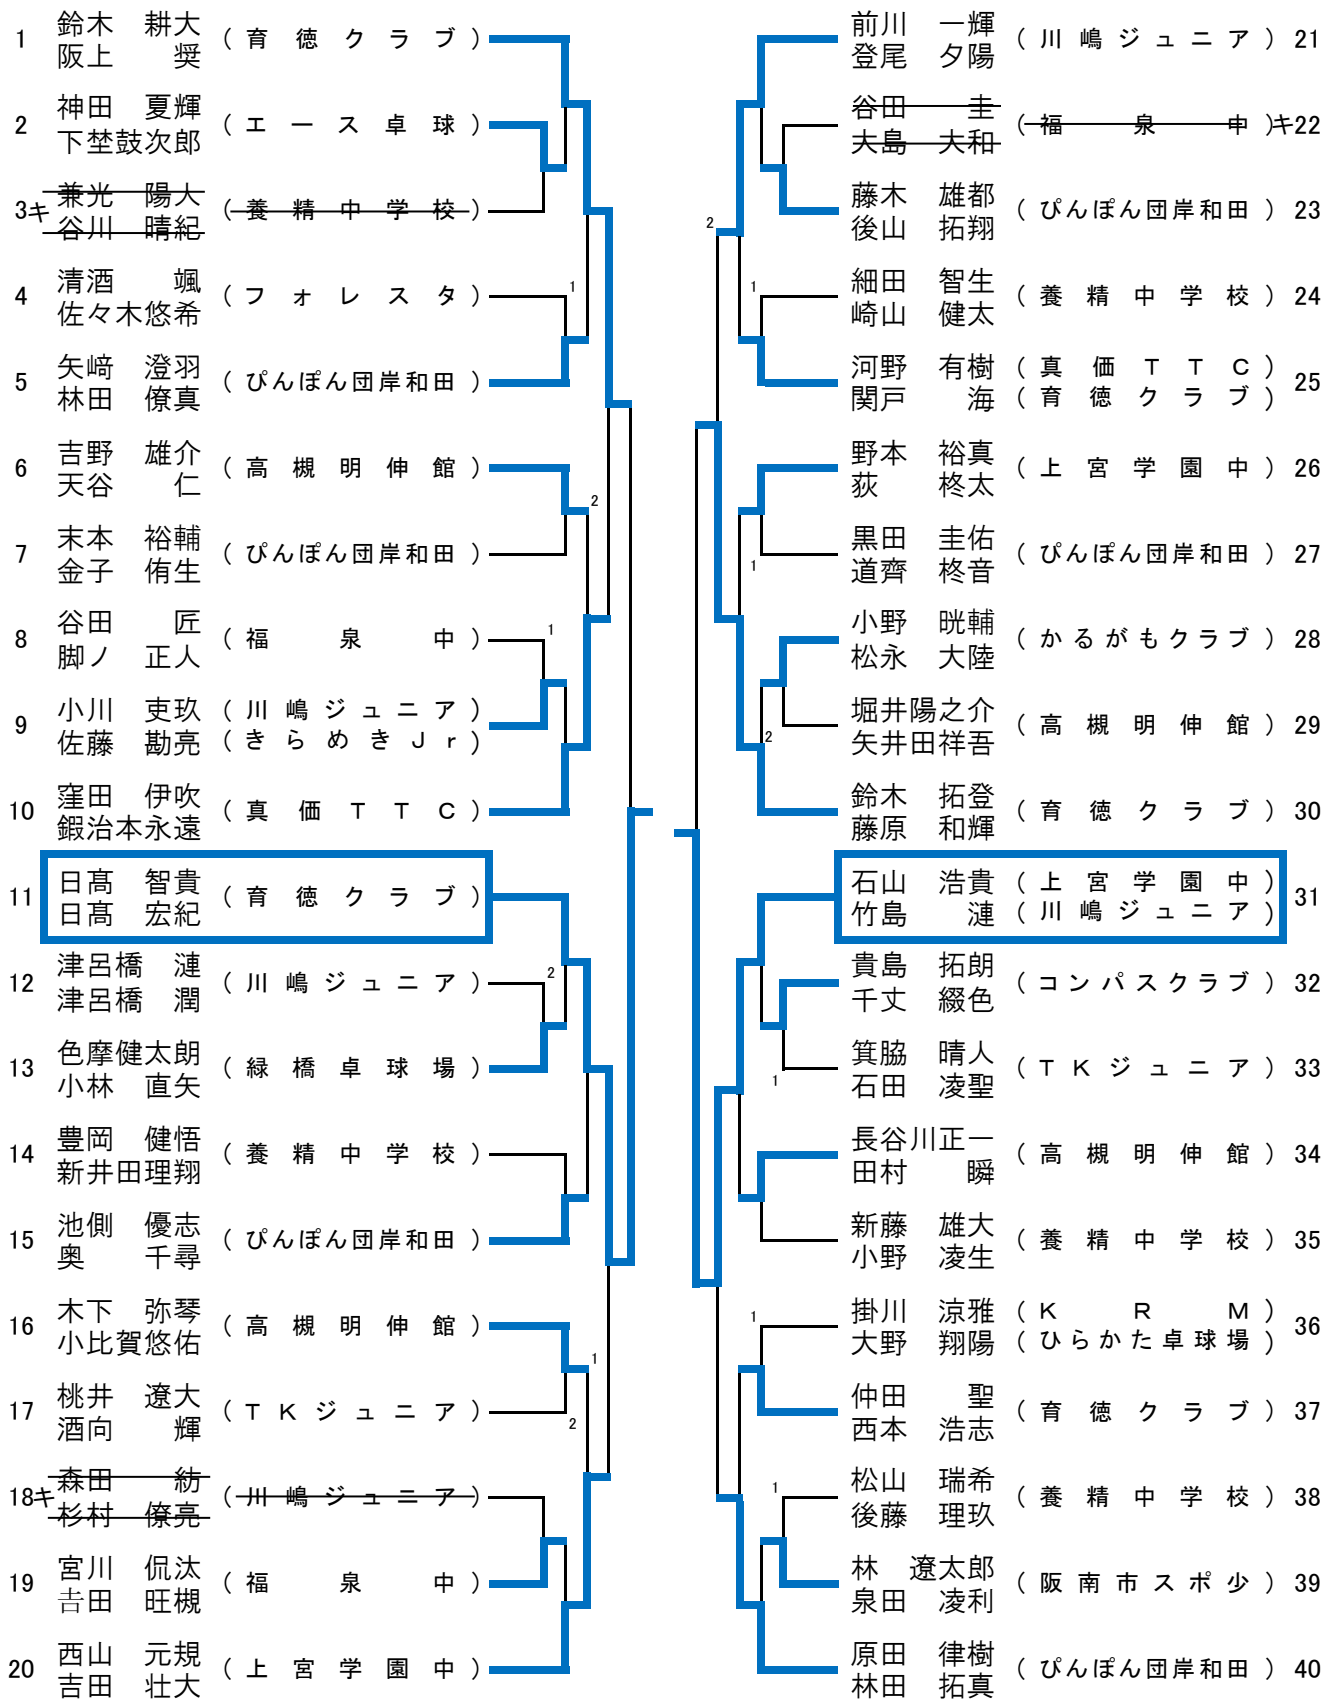 1 鈴木 耕大 (育徳クラブ)
阪上 奨
2 神田 夏輝 (エース卓球)
下埜鼓次郎
3キ 兼光 陽人 (養精中学校)
谷川 晴紀
4 清酒 颯 (フォレスタ)
佐々木悠希
1
5 矢﨑 澄羽 (ぴんぽん団岸和田)
林田 僚真
6 吉野 雄介 (高槻明伸館)
天谷 仁
2
7 末本 裕輔 (ぴんぽん団岸和田)
金子 侑生
8 谷田 匠 (福泉中)
脚ノ 正人
1
9 小川 吏玖 (川嶋ジュニア)
佐藤 勘亮 (きらめきJr)
10 窪田 伊吹 (真価TTC)
鍜治本永遠
11 日髙 智貴 (育徳クラブ)
日髙 宏紀
12 津呂橋 漣 (川嶋ジュニア)
津呂橋 潤
2
13 色摩健太朗 (緑橋卓球場)
小林 直矢
14 豊岡 健悟 (養精中学校)
新井田理翔
15 池側 優志 (ぴんぽん団岸和田)
奥 千尋
16 木下 弥琴 (高槻明伸館)
小比賀悠佑
1
17 桃井 遼大 (TKジュニア)
酒向 輝
2
18キ 森田 紡 (川嶋ジュニア)
杉村 僚亮
19 宮川 侃汰 (福泉中)
𠮷田 旺槻
20 西山 元規 (上宮学園中)
吉田 壮大
前川 一輝 (川嶋ジュニア) 21
登尾 夕陽
谷田 圭 (福泉中)キ22
大島 大和
藤木 雄都 (ぴんぽん団岸和田) 23
後山 拓翔
2
細田 智生 (養精中学校) 24
崎山 健太
1
河野 有樹 (真価TTC) 25
関戸 海 (育徳クラブ)
野本 裕真 (上宮学園中) 26
荻 柊太
黒田 圭佑 (ぴんぽん団岸和田) 27
道齊 柊音
1
小野 晄輔 (かるがもクラブ) 28
松永 大陸
堀井陽之介 (高槻明伸館) 29
矢井田祥吾
2
鈴木 拓登 (育徳クラブ) 30
藤原 和輝
石山 浩貴 (上宮学園中) 31
竹島 漣 (川嶋ジュニア)
貴島 拓朗 (コンパスクラブ) 32
千丈 綴色
箕脇 晴人 (TKジュニア) 33
石田 凌聖
1
長谷川正一 (高槻明伸館) 34
田村 瞬
新藤 雄大 (養精中学校) 35
小野 凌生
1
掛川 涼雅 (KRM) 36
大野 翔陽 (ひらかた卓球場)
仲田 聖 (育徳クラブ) 37
西本 浩志
1
松山 瑞希 (養精中学校) 38
後藤 理玖
林 遼太郎 (阪南市スポ少) 39
泉田 凌利
原田 律樹 (ぴんぽん団岸和田) 40
林田 拓真